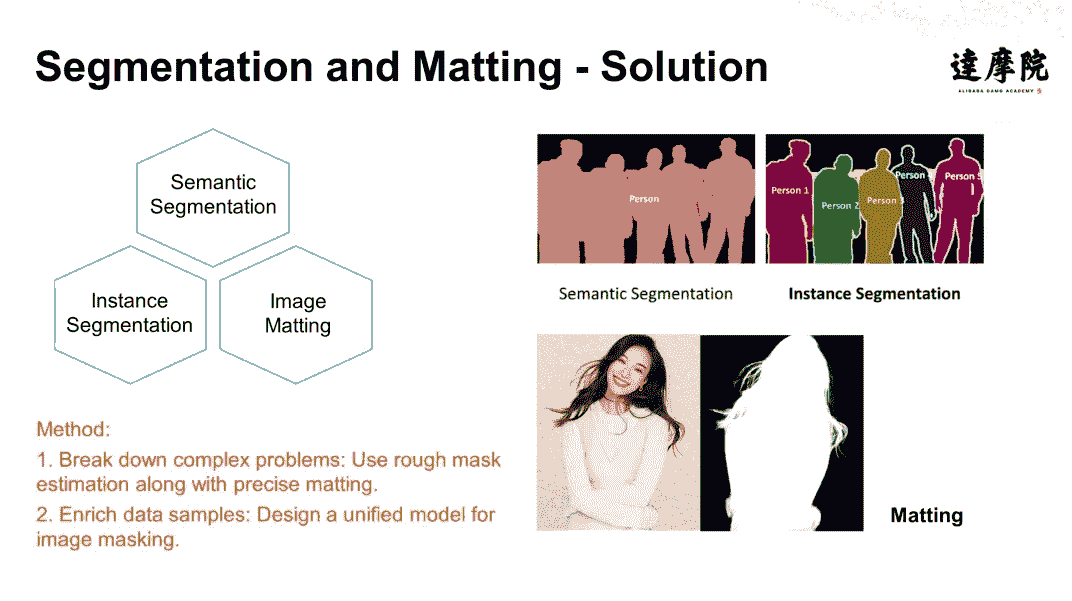 Segmentation and Matting - Solution
達摩院
ALIBABA DAMO ACADEMY
Semantic
Segmentation
Instance
Segmentation
Image
Matting
Method:
1. Break down complex problems: Use rough mask
estimation along with precise matting.
2. Enrich data samples: Design a unified model for
image masking.
Person
Person 1
Person 2
Person
Person
Person 5
Semantic Segmentation
Instance Segmentation
Matting